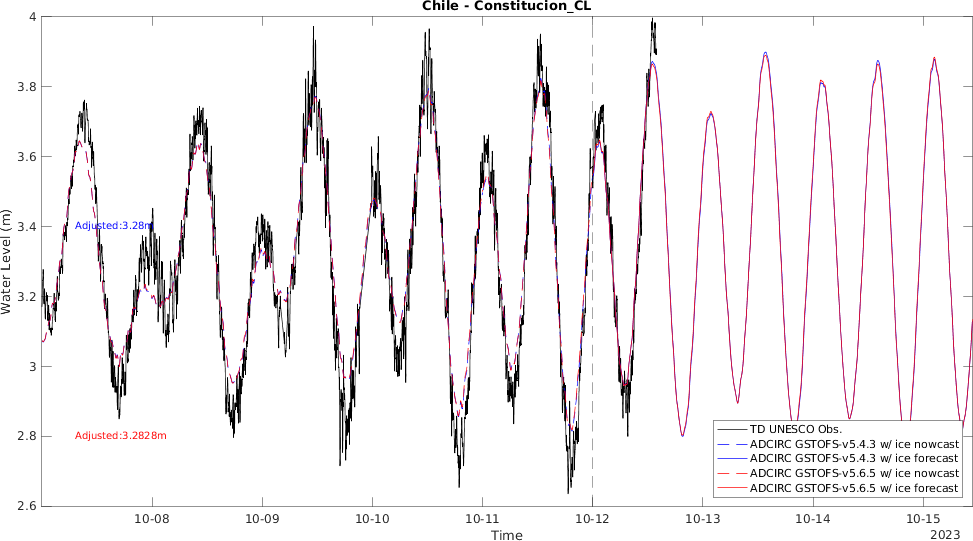 Chile - Constitucion_CL
4
3.8
3.6
3.4
3.2
3
2.8
2.6
Water Level (m)
Adjusted:3.28m
Adjusted:3.2828m
TD UNESCO Obs.
ADCIRC GSTOFS-v5.4.3 w/ ice nowcast
ADCIRC GSTOFS-v5.4.3 w/ ice forecast
ADCIRC GSTOFS-v5.6.5 w/ ice nowcast
ADCIRC GSTOFS-v5.6.5 w/ ice forecast
10-08 10-09 10-10 10-11 10-12 10-13 10-14 10-15
Time
2023